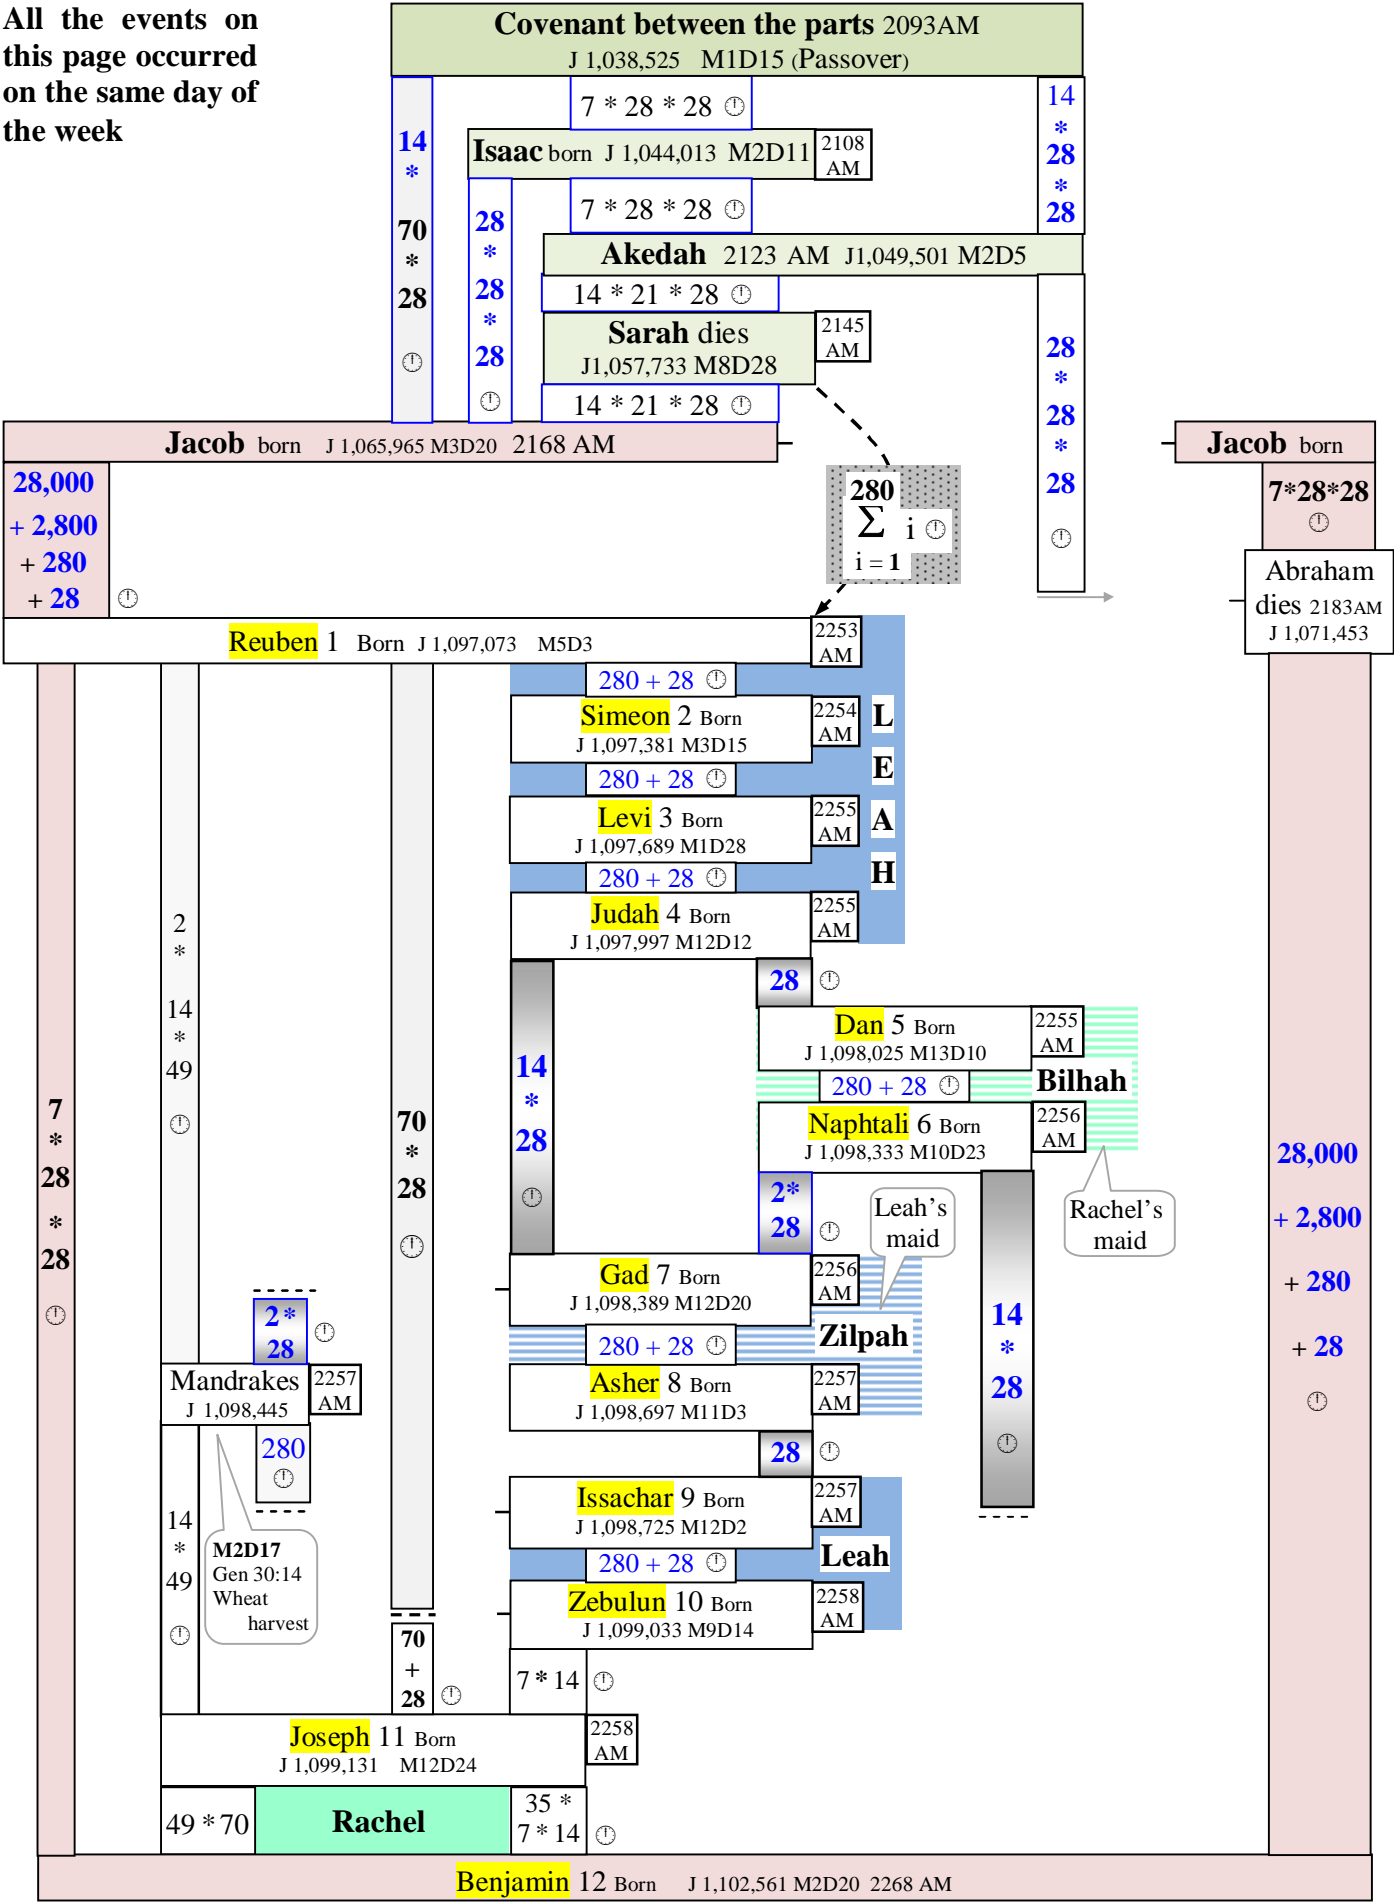 All the events on
this page occurred
on the same day of
the week
Covenant between the parts 2093AM
J 1,038,525 M1D15 (Passover)
14
*
70
*
28
7 * 28 * 28
14
*
28
*
28
Isaac born J 1,044,013 M2D11
2108
AM
28
*
28
*
28
7 * 28 * 28
Akedah 2123 AM J1,049,501 M2D5
14 * 21 * 28
Sarah dies
J1,057,733 M8D28
2145
AM
14 * 21 * 28
28
*
28
*
28
Jacob born J 1,065,965 M3D20 2168 AM
Jacob born
28,000
+ 2,800
+ 280
+ 28
280
Σ i
i = 1
7*28*28
Abraham
dies 2183AM
J 1,071,453
Reuben 1 Born J 1,097,073 M5D3
2253
AM
280 + 28
Simeon 2 Born
J 1,097,381 M3D15
2254
AM
280 + 28
Levi 3 Born
J 1,097,689 M1D28
2255
AM
280 + 28
Judah 4 Born
J 1,097,997 M12D12
2255
AM
L
E
A
H
28
Dan 5 Born
J 1,098,025 M13D10
2255
AM
280 + 28
Bilhah
Naphtali 6 Born
J 1,098,333 M10D23
2256
AM
Rachel's
maid
2
*
14
*
49
7
*
28
*
28
70
*
28
14
*
28
2*
28
Leah's
maid
14
*
28
28,000
+ 2,800
+ 280
+ 28
Gad 7 Born
J 1,098,389 M12D20
2256
AM
280 + 28
Zilpah
Asher 8 Born
J 1,098,697 M11D3
2257
AM
2*
28
Mandrakes
J 1,098,445
2257
AM
280
28
Issachar 9 Born
J 1,098,725 M12D2
2257
AM
280 + 28
Leah
Zebulun 10 Born
J 1,099,033 M9D14
2258
AM
14
*
49
M2D17
Gen 30:14
Wheat
harvest
70
+
28
7 * 14
Joseph 11 Born
J 1,099,131 M12D24
2258
AM
49 * 70
Rachel
35 *
7 * 14
Benjamin 12 Born J 1,102,561 M2D20 2268 AM